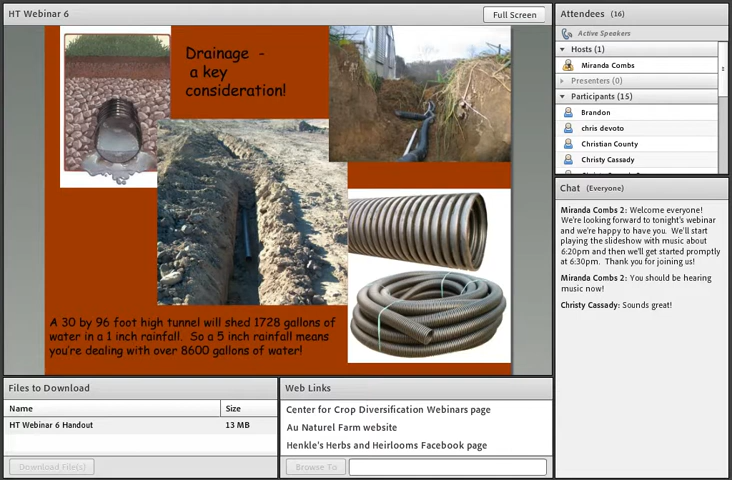 HT Webinar 6
Full Screen
Drainage -
a key
consideration!
A 30 by 96 foot high tunnel will shed 1728 gallons of
water in a 1 inch rainfall. So a 5 inch rainfall means
you're dealing with over 8600 gallons of water!
Attendees (16)
Active Speakers
Hosts (1)
Miranda Combs
Presenters (0)
Participants (15)
Brandon
chris devoto
Christian County
Christy Cassady
Chat (Everyone)
Miranda Combs 2: Welcome everyone!
We're looking forward to tonight's webinar
and we're happy to have you. We'll start
playing the slideshow with music about
6:20pm and then we'll get started promptly
at 6:30pm. Thank you for joining us!
Miranda Combs 2: You should be hearing
music now!
Christy Cassady: Sounds great!
Files to Download
Name Size
HT Webinar 6 Handout 13 MB
Download File(s)
Web Links
Center for Crop Diversification Webinars page
Au Naturel Farm website
Henkle's Herbs and Heirlooms Facebook page
Browse To